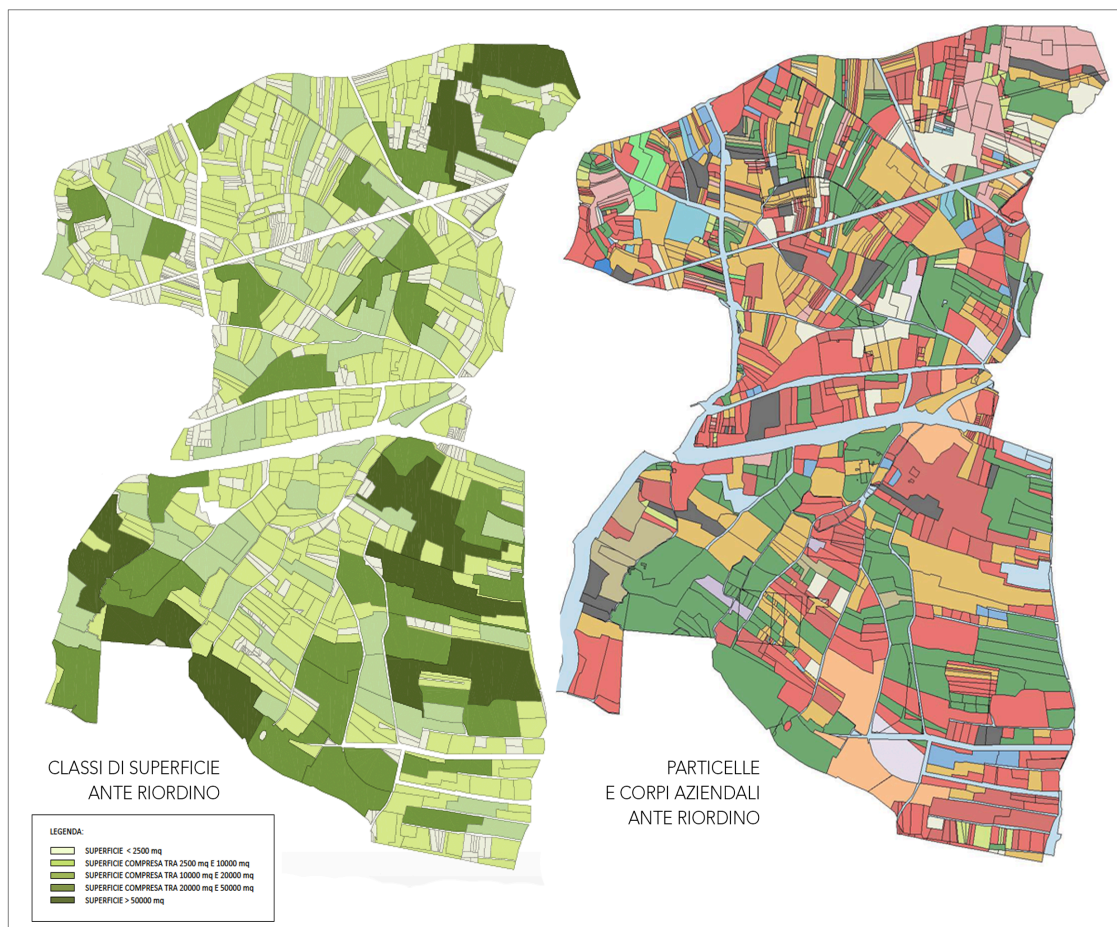 CLASSI DI SUPERFICIE
ANTE RIORDINO
PARTICELLE
E CORPI AZIENDALI
ANTE RIORDINO
LEGENDA:
SUPERFICIE < 2500 mq
SUPERFICIE COMPRESA TRA 2500 mq E 10000 mq
SUPERFICIE COMPRESA TRA 10000 mq E 20000 mq
SUPERFICIE COMPRESA TRA 20000 mq E 50000 mq
SUPERFICIE > 50000 mq